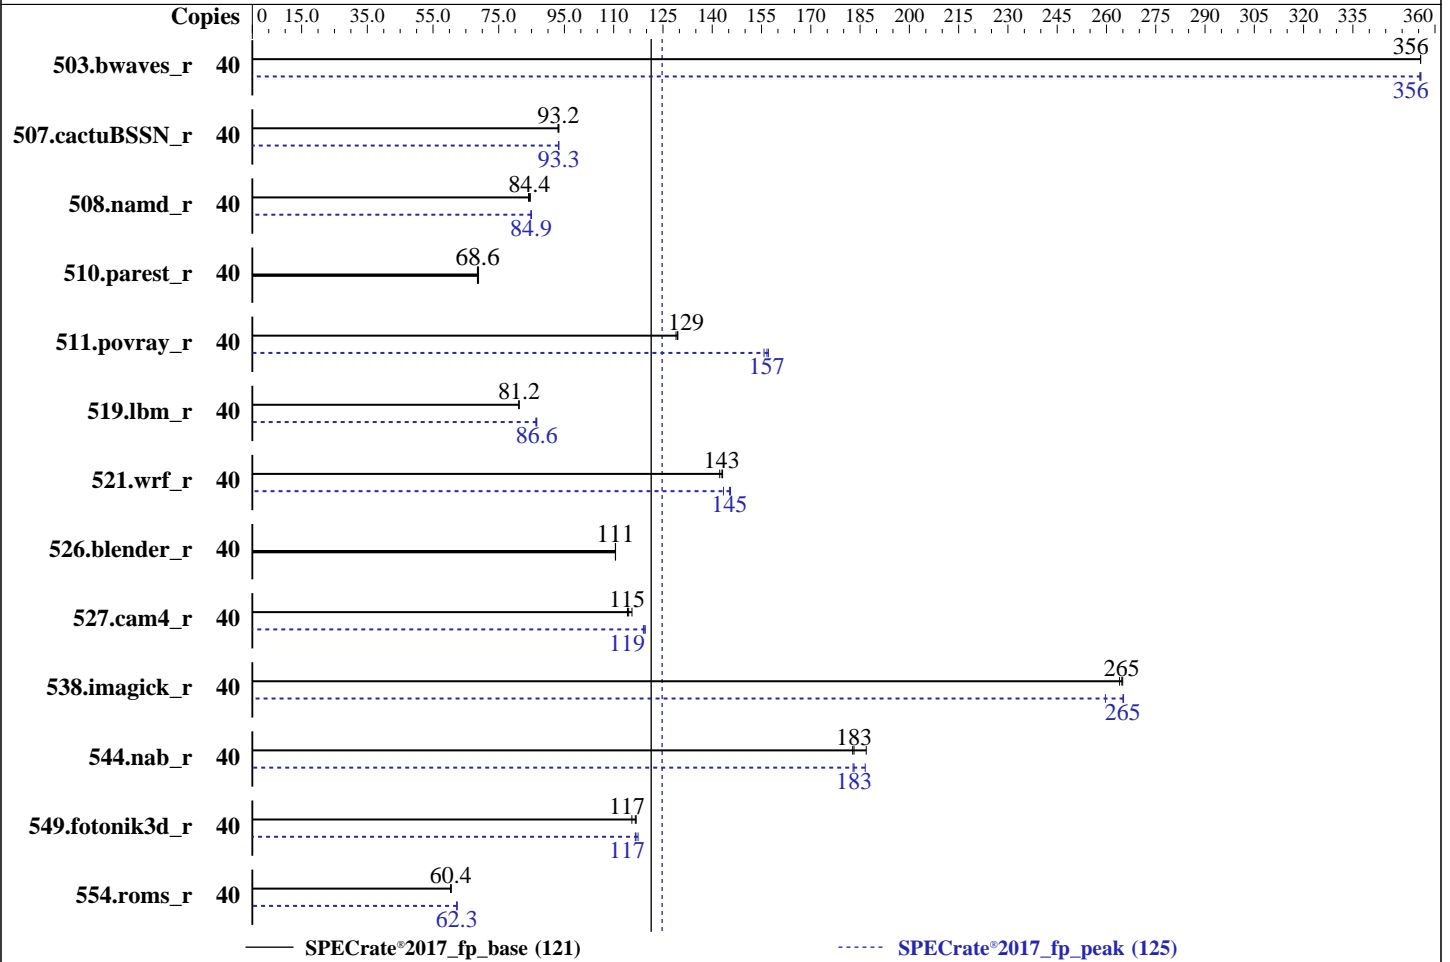 Copies 0 15.0 35.0 55.0 75.0 95.0 110 125 140 155 170 185 200 215 230 245 260 275 290 305 320 335 360
503.bwaves_r 40 356
356
507.cactuBSSN_r 40 93.2
93.3
508.namd_r 40 84.4
84.9
510.parest_r 40 68.6
511.povray_r 40 129
157
519.lbm_r 40 81.2
86.6
521.wrf_r 40 143
145
526.blender_r 40 111
527.cam4_r 40 115
119
538.imagick_r 40 265
265
544.nab_r 40 183
183
549.fotonik3d_r 40 117
117
554.roms_r 40 60.4
62.3
SPECrate®2017_fp_base (121) SPECrate®2017_fp_peak (125)